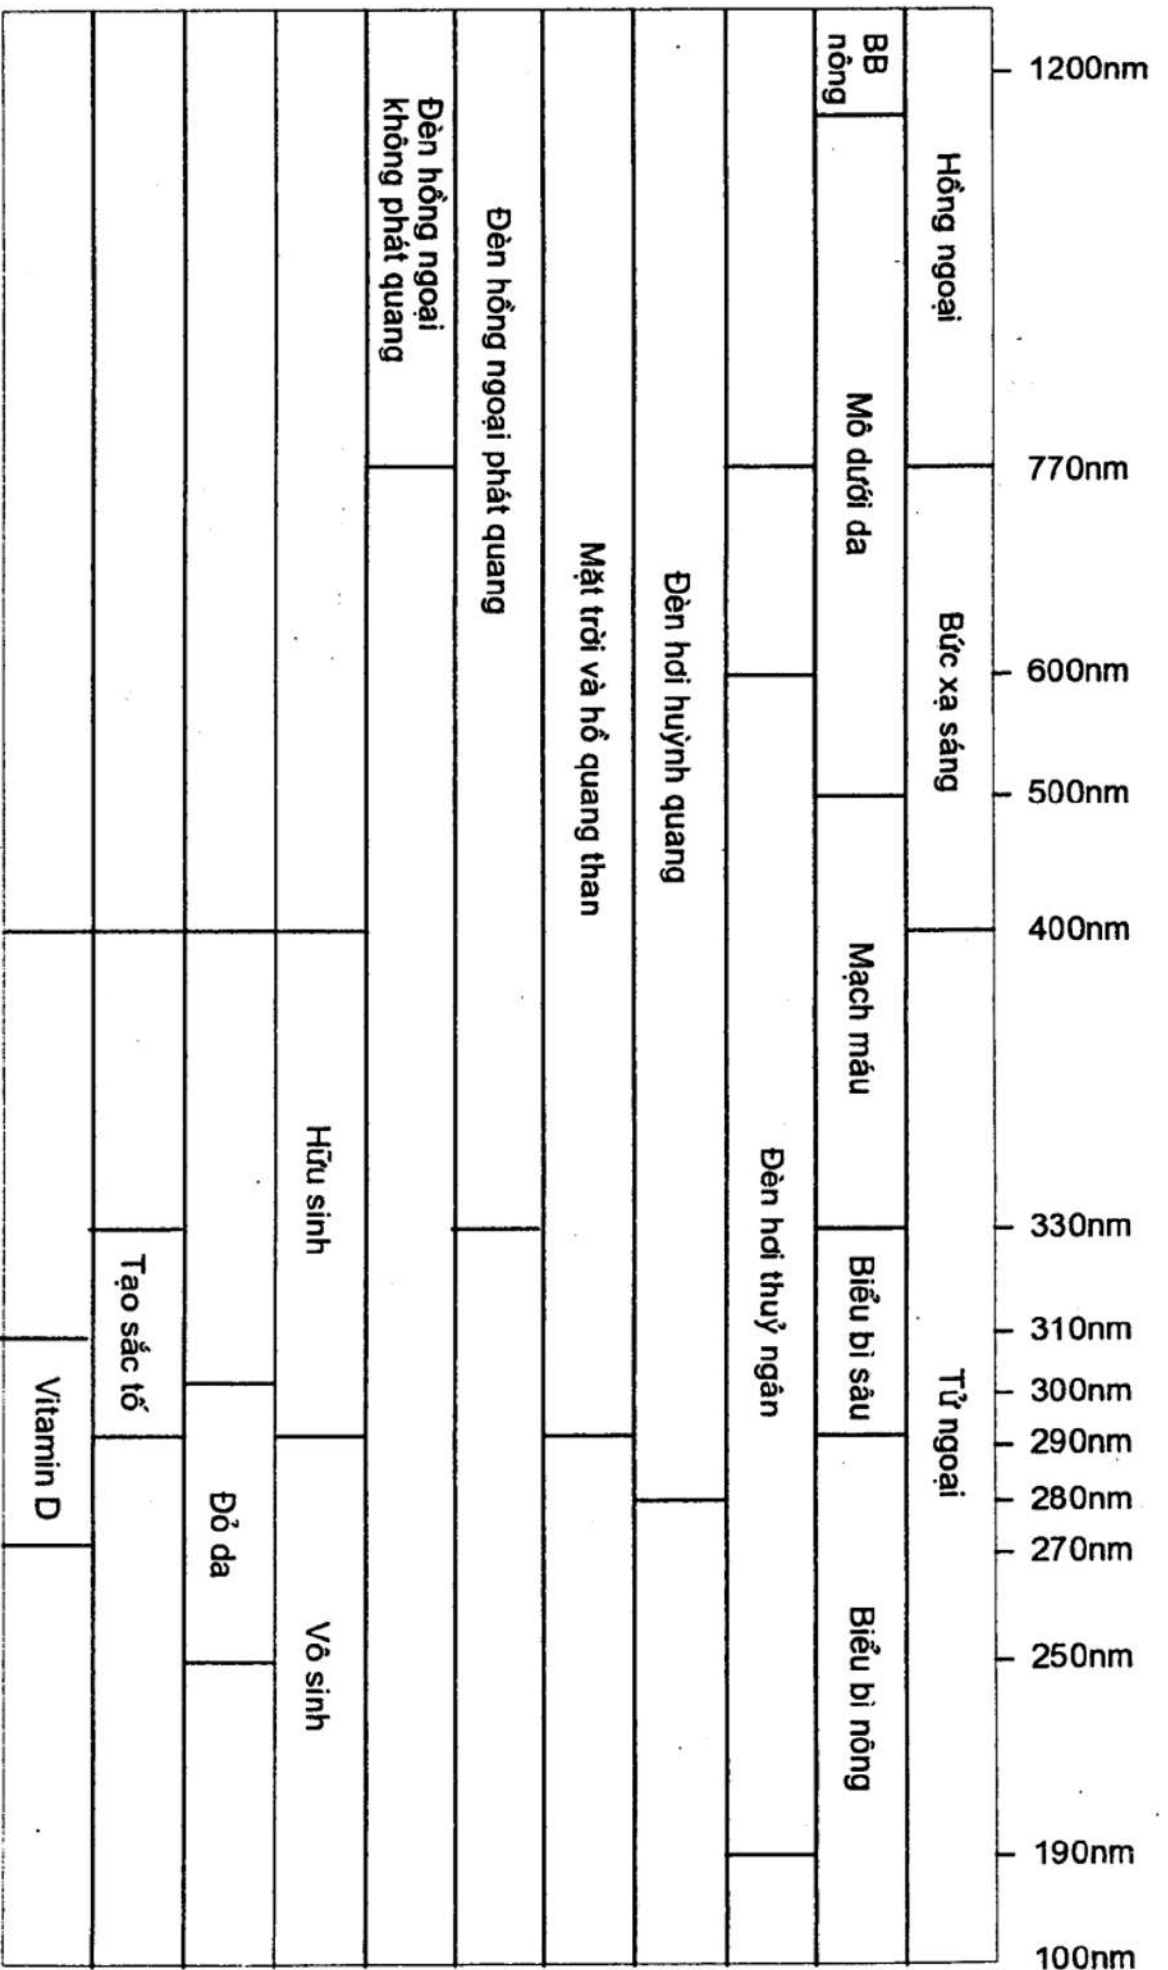 1200nm
770nm
600nm
500nm
400nm
330nm
310nm
300nm
290nm
280nm
270nm
250nm
190nm
100nm
Hồng ngoại
Bức xạ sáng
Tử ngoại
BB
nông
Mô dưới da
Mạch máu
Biểu bì sâu
Biểu bì nông
Đèn hơi thuỷ ngân
Đèn hơi huỳnh quang
Mặt trời và hồ quang than
Đèn hồng ngoại phát quang
Đèn hồng ngoại
không phát quang
Hữu sinh
Vô sinh
Đỏ da
Tạo sắc tố
Vitamin D